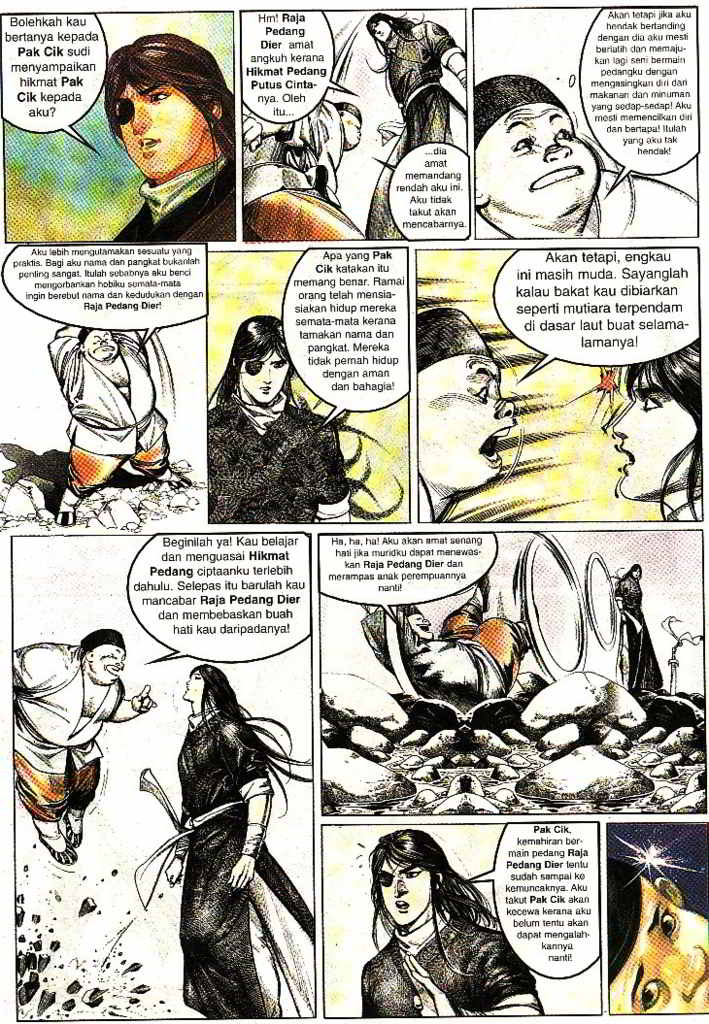 Bolehkah kau
bertanya kepada
Pak Cik sudi
menyampaikan
hikmat Pak
Cik kepada
aku?
Hm! Raja
Pedang
Dier amat
angkuh kerana
Hikmat Pedang
Putus Cinta-
nya. Oleh
itu...
...dia
amat
memandang
rendah aku ini.
Aku tidak
takut akan
mencabarnya.
Akan tetapi jika aku
hendak bertanding
dengan dia aku mesti
berlatih dan memaju-
kan lagi seni bermain
pedangku dengan
mengasingkan diri dari
makanan dan minuman
yang sedap-sedap! Aku
mesti memencilkan diri
dan bertapa! Itulah
yang aku tak
hendak!
Aku lebih mengutamakan sesuatu yang
praktis. Bagi aku nama dan pangkat bukanlah
penting sangat. Itulah sebabnya aku benci
mengorbankan hobiku semata-mata
ingin berebut nama dan kedudukan dengan
Raja Pedang Dier!
Apa yang Pak
Cik katakan itu
memang benar. Ramai
orang telah mensia-
siakan hidup mereka
semata-mata kerana
tamakan nama dan
pangkat. Mereka
tidak pernah hidup
dengan aman
dan bahagia!
Akan tetapi, engkau
ini masih muda. Sayanglah
kalau bakat kau dibiarkan
seperti mutiara terpendam
di dasar laut buat selama-
lamanya!
Beginilah ya! Kau belajar
dan menguasai Hikmat
Pedang ciptaanku terlebih
dahulu. Selepas itu barulah kau
mancabar Raja Pedang Dier
dan membebaskan buah
hati kau daripadanya!
Ha, ha, ha! Aku akan amat senang
hati jika muridku dapat menewas-
kan Raja Pedang Dier dan
merampas anak perempuannya
nanti!
Pak Cik,
kemahiran ber-
main pedang Raja
Pedang Dier tentu
sudah sampai ke
kemuncaknya. Aku
takut Pak Cik akan
kecewa kerana aku
belum tentu akan
dapat mengalah-
kannya
nanti!